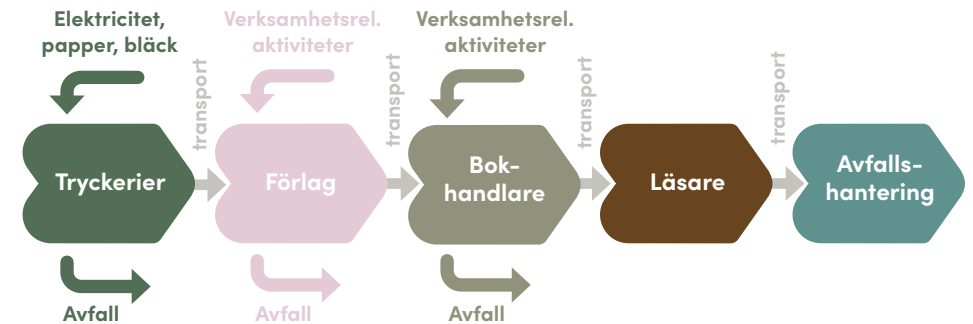 Elektricitet,
papper, bläck
Verksamhetsrel.
aktiviteter
Verksamhetsrel.
aktiviteter
transport
transport
transport
transport
Tryckerier
Förlag
Bok-
handlare
Läsare
Avfalls-
hantering
Avfall
Avfall
Avfall